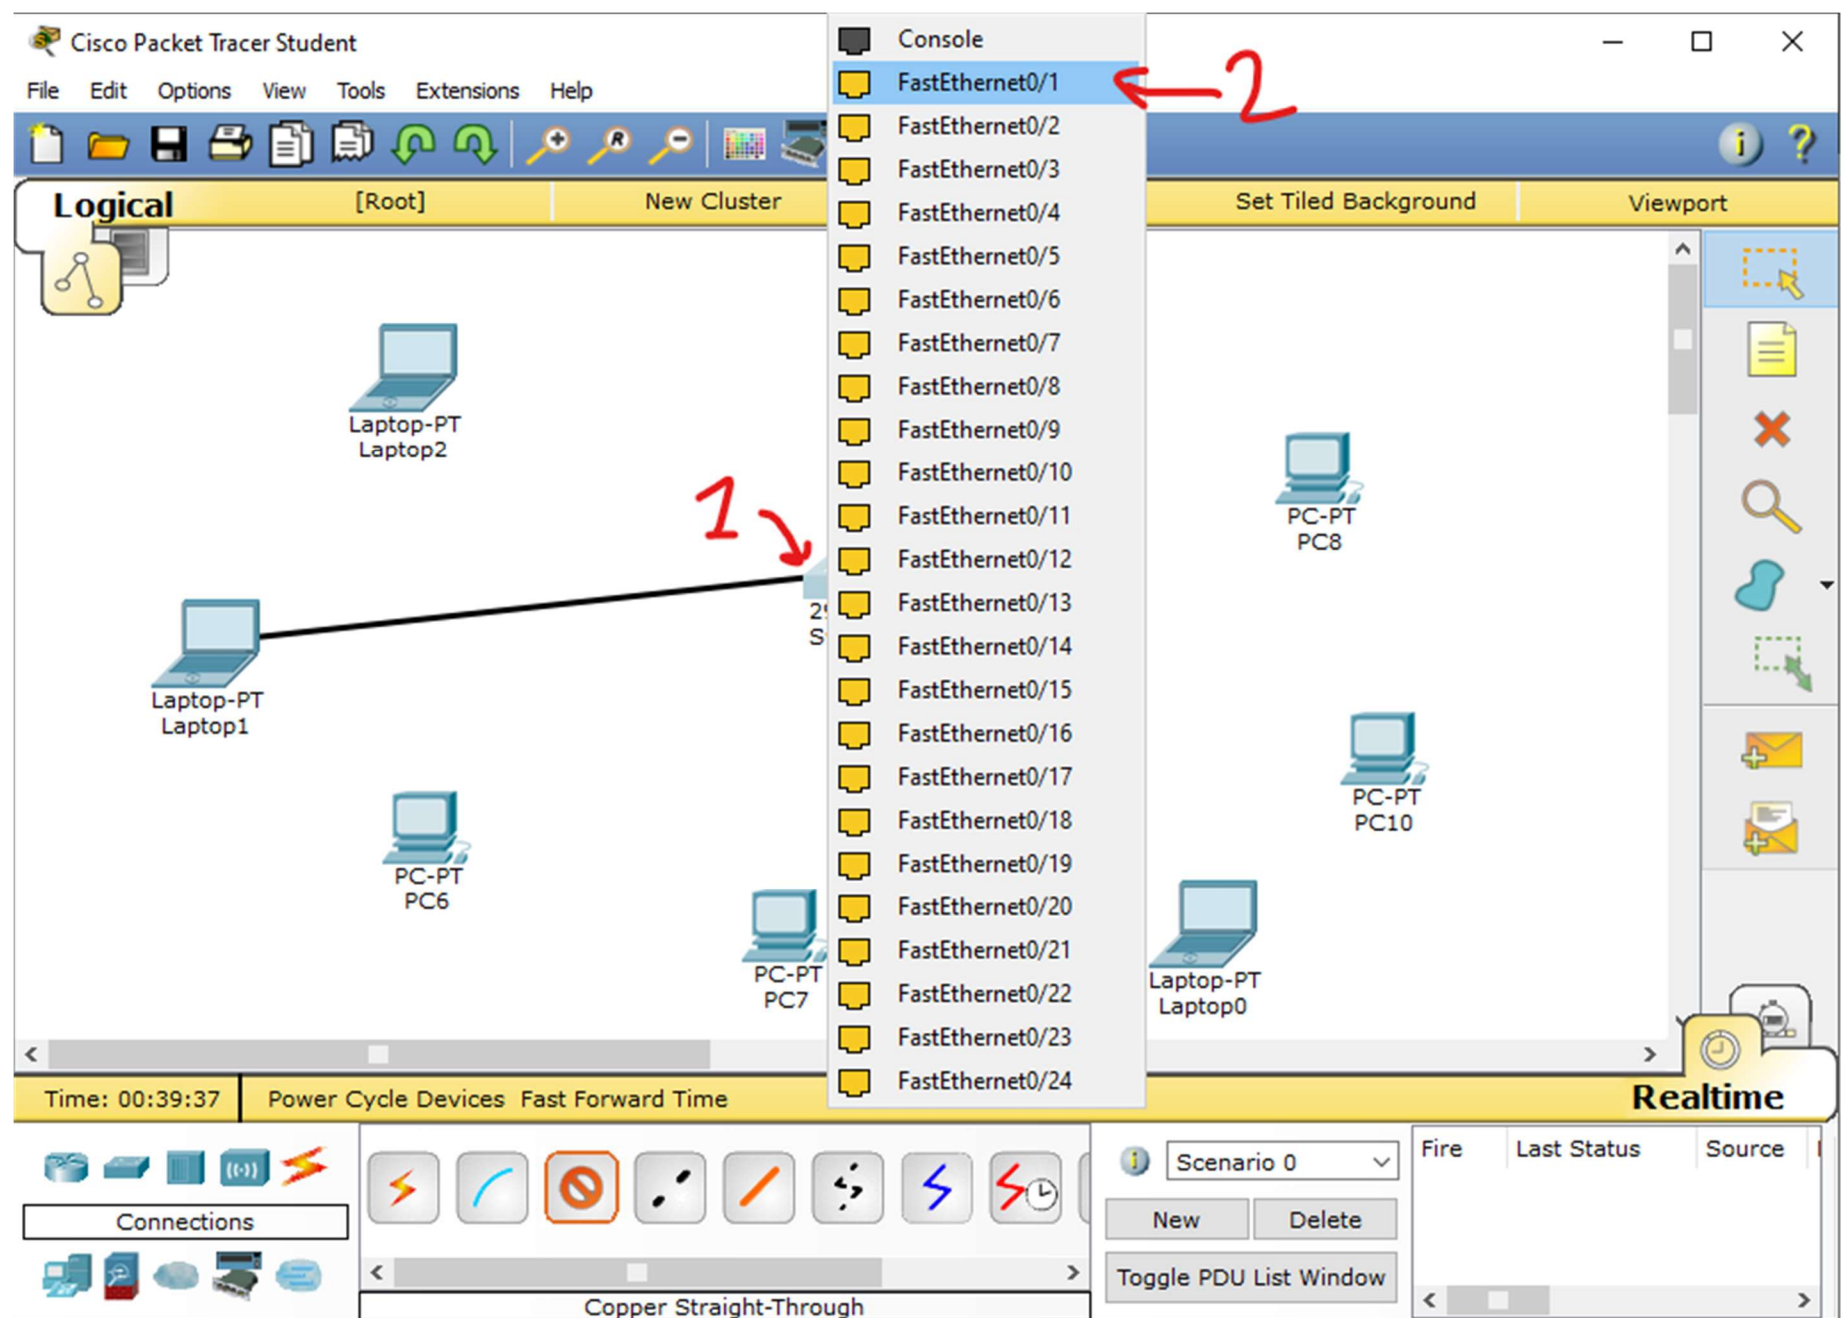 Cisco Packet Tracer Student
File Edit Options View Tools Extensions Help
Logical [Root] New Cluster Set Tiled Background Viewport
Console
FastEthernet0/1
2
FastEthernet0/2
FastEthernet0/3
FastEthernet0/4
FastEthernet0/5
FastEthernet0/6
FastEthernet0/7
FastEthernet0/8
FastEthernet0/9
FastEthernet0/10
FastEthernet0/11
FastEthernet0/12
FastEthernet0/13
FastEthernet0/14
FastEthernet0/15
FastEthernet0/16
FastEthernet0/17
FastEthernet0/18
FastEthernet0/19
FastEthernet0/20
FastEthernet0/21
FastEthernet0/22
FastEthernet0/23
FastEthernet0/24
Laptop-PT
Laptop2
1
PC-PT
PC8
Laptop-PT
Laptop1
PC-PT
PC10
PC-PT
PC6
PC-PT
PC7
Laptop-PT
Laptop0
Time: 00:39:37 Power Cycle Devices Fast Forward Time Realtime
Connections
Copper Straight-Through
Scenario 0
New Delete
Toggle PDU List Window
Fire Last Status Source